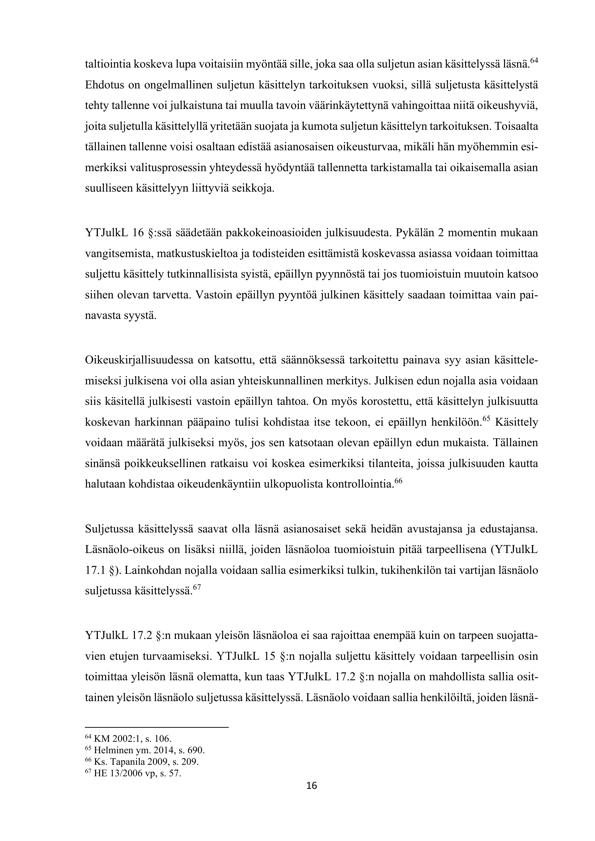 taltiointia koskeva lupa voitaisiin myöntää sille, joka saa olla suljetun asian käsittelyssä läsnä.64
Ehdotus on ongelmallinen suljetun käsittelyn tarkoituksen vuoksi, sillä suljetusta käsittelystä
tehty tallenne voi julkaistuna tai muulla tavoin väärinkäytettynä vahingoittaa niitä oikeushyviä,
joita suljetulla käsittelyllä yritetään suojata ja kumota suljetun käsittelyn tarkoituksen. Toisaalta
tällainen tallenne voisi osaltaan edistää asianosaisen oikeusturvaa, mikäli hän myöhemmin esi-
merkiksi valitusprosessin yhteydessä hyödyntää tallennetta tarkistamalla tai oikaisemalla asian
suulliseen käsittelyyn liittyviä seikkoja.
YTJulkL 16 §:ssä säädetään pakkokeinoasioiden julkisuudesta. Pykälän 2 momentin mukaan
vangitsemista, matkustuskieltoa ja todisteiden esittämistä koskevassa asiassa voidaan toimittaa
suljettu käsittely tutkinnallisista syistä, epäillyn pyynnöstä tai jos tuomioistuin muutoin katsoo
siihen olevan tarvetta. Vastoin epäillyn pyyntöä julkinen käsittely saadaan toimittaa vain pai-
navasta syystä.
Oikeuskirjallisuudessa on katsottu, että säännöksessä tarkoitettu painava syy asian käsittele-
miseksi julkisena voi olla asian yhteiskunnallinen merkitys. Julkisen edun nojalla asia voidaan
siis käsitellä julkisesti vastoin epäillyn tahtoa. On myös korostettu, että käsittelyn julkisuutta
koskevan harkinnan pääpaino tulisi kohdistaa itse tekoon, ei epäillyn henkilöön.65 Käsittely
voidaan määrätä julkiseksi myös, jos sen katsotaan olevan epäillyn edun mukaista. Tällainen
sinänsä poikkeuksellinen ratkaisu voi koskea esimerkiksi tilanteita, joissa julkisuuden kautta
halutaan kohdistaa oikeudenkäyntiin ulkopuolista kontrollointia.66
Suljetussa käsittelyssä saavat olla läsnä asianosaiset sekä heidän avustajansa ja edustajansa.
Läsnäolo-oikeus on lisäksi niillä, joiden läsnäoloa tuomioistuin pitää tarpeellisena (YTJulkL
17.1 §). Lainkohdan nojalla voidaan sallia esimerkiksi tulkin, tukihenkilön tai vartijan läsnäolo
suljetussa käsittelyssä.67
YTJulkL 17.2 §:n mukaan yleisön läsnäoloa ei saa rajoittaa enempää kuin on tarpeen suojatta-
vien etujen turvaamiseksi. YTJulkL 15 §:n nojalla suljettu käsittely voidaan tarpeellisin osin
toimittaa yleisön läsnä olematta, kun taas YTJulkL 17.2 §:n nojalla on mahdollista sallia osit-
tainen yleisön läsnäolo suljetussa käsittelyssä. Läsnäolo voidaan sallia henkilöiltä, joiden läsnä-
64 KM 2002:1, s. 106.
65 Helminen ym. 2014, s. 690.
66 Ks. Tapanila 2009, s. 209.
67 HE 13/2006 vp, s. 57.
16